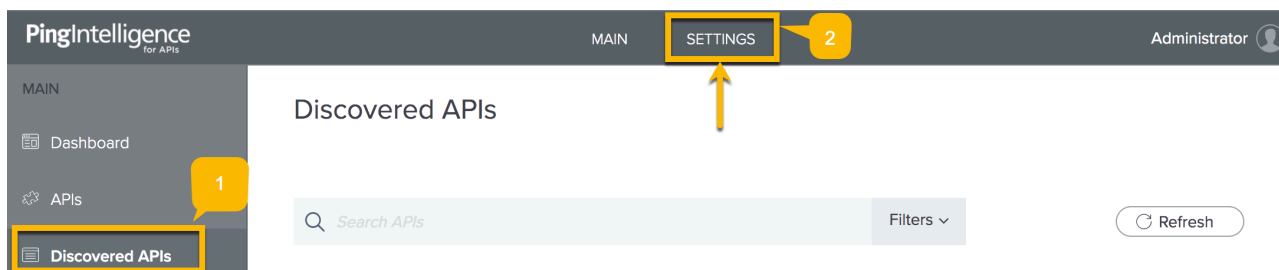 PingIntelligence
for APIs
MAIN
SETTINGS
2
Administrator
MAIN
Discovered APIs
Dashboard
1
APIs
Search APIs
Filters
Refresh
Discovered APIs